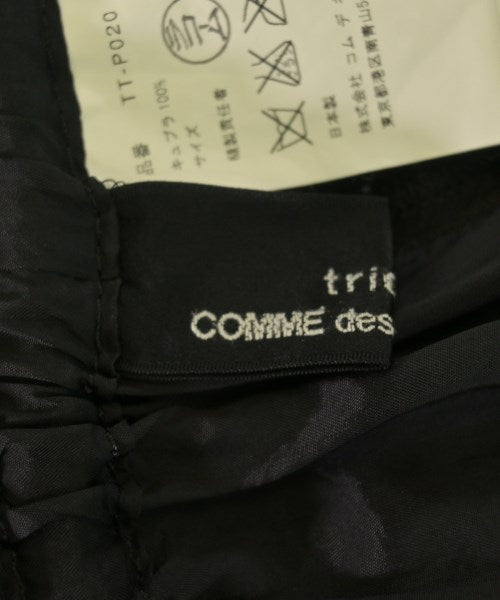 TT-P020
品番
キュプラ 100%
サイズ
縫製責任者
日本製
株式会社 コム デ
東京都港区南青山5
tric
COMME des